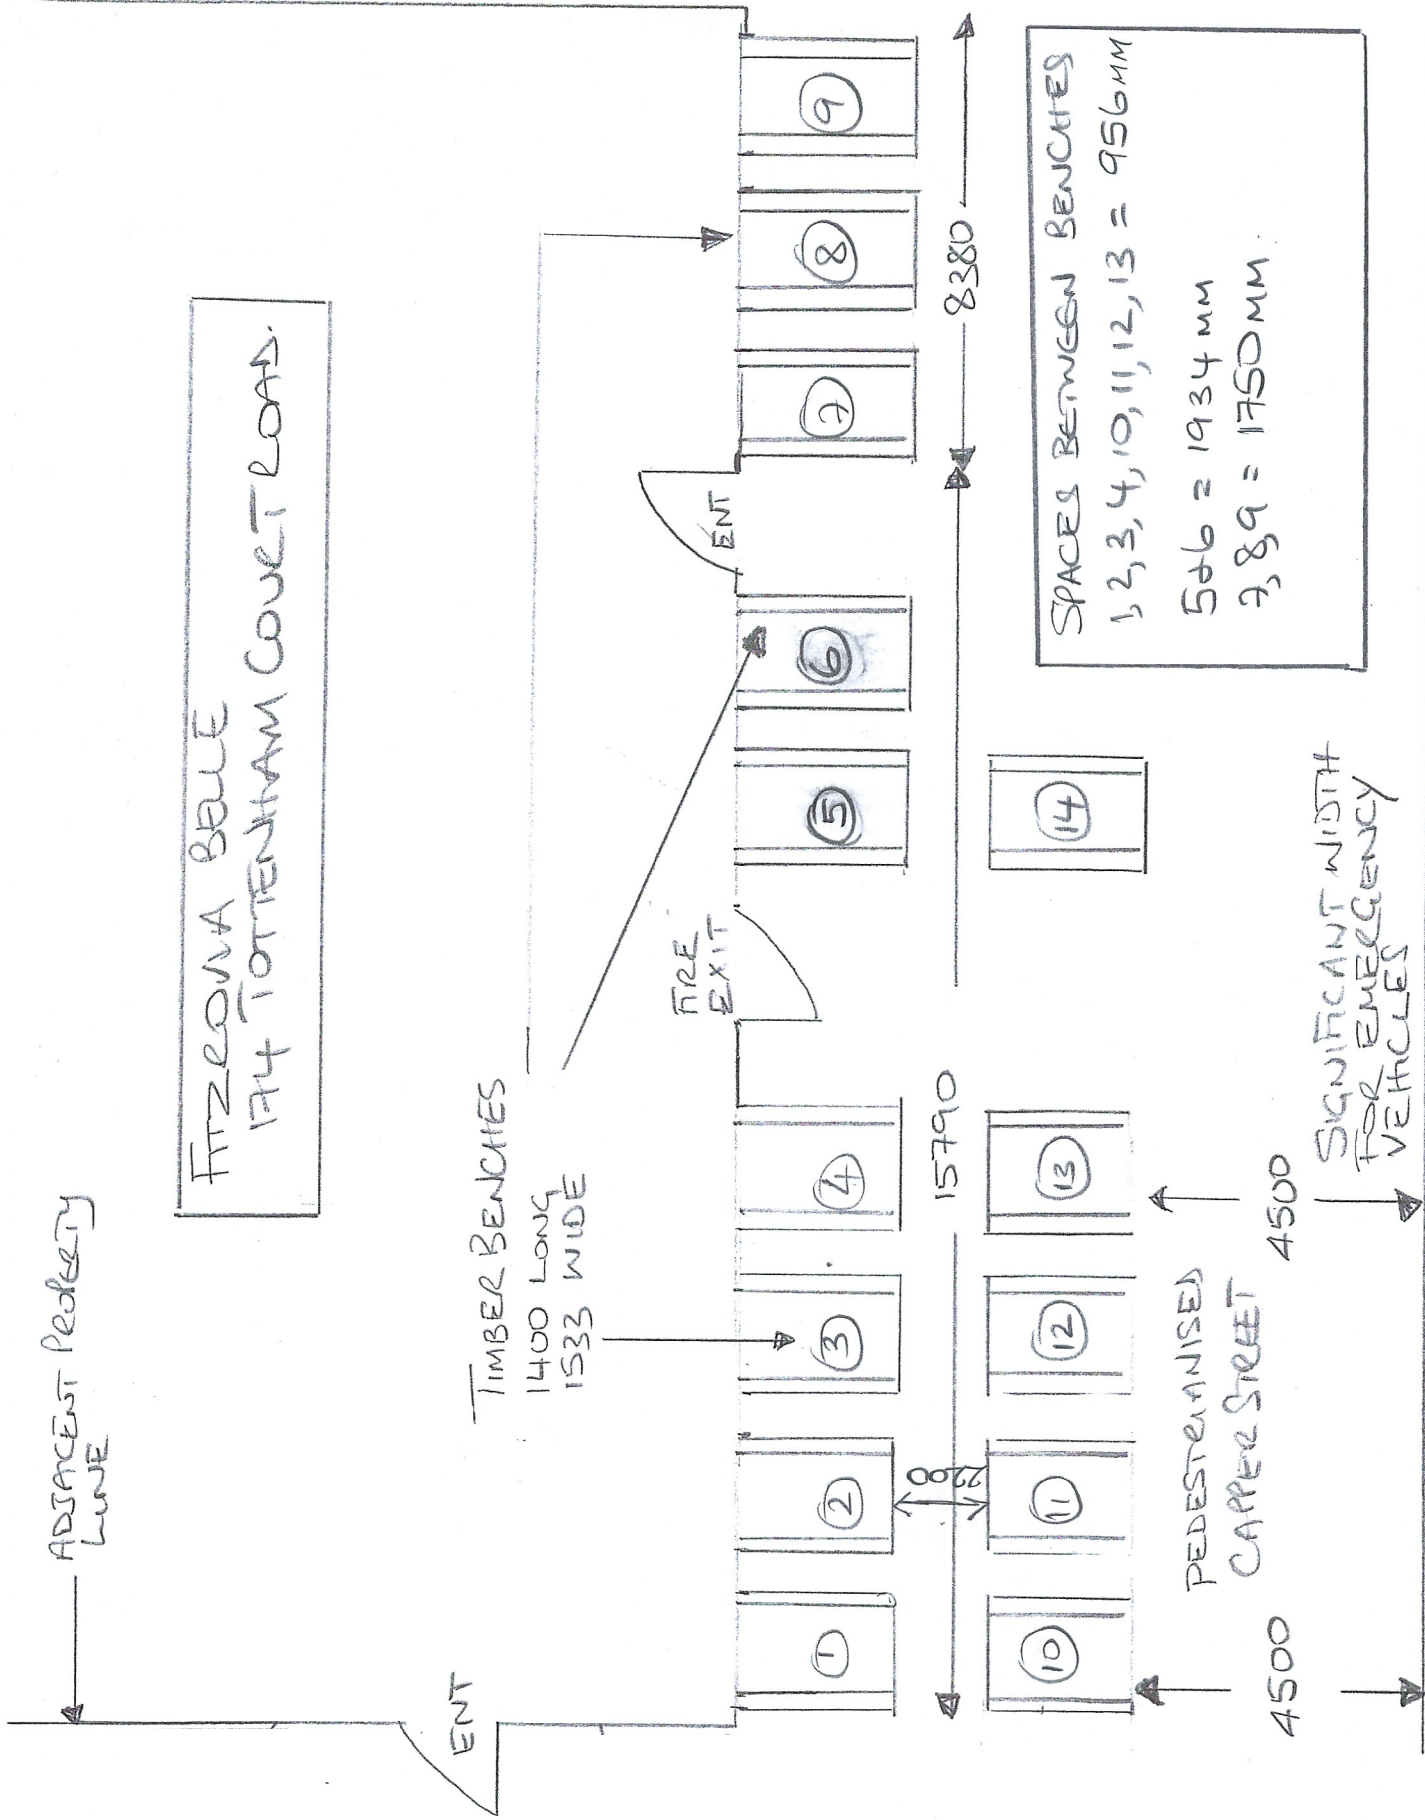 ADJACENT PROPERTY
LINE
FITZROVIA BELLE
174 TOTTENHAM COURT ROAD.
TIMBER BENCHES
1400 LONG
1533 WIDE
ENT
FIRE
EXIT
ENT
1
2
3
4
5
6
7
8
9
2200
15790
8380
10
11
12
13
14
PEDESTRIANISED
CAPPER STREET
4500
4500
SIGNIFICANT WIDTH
FOR EMERGENCY
VEHICLES
SPACES BETWEEN BENCHES
1, 2, 3, 4, 10, 11, 12, 13 = 956MM
5&6 = 1934 MM
7, 8, 9 = 1750MM.